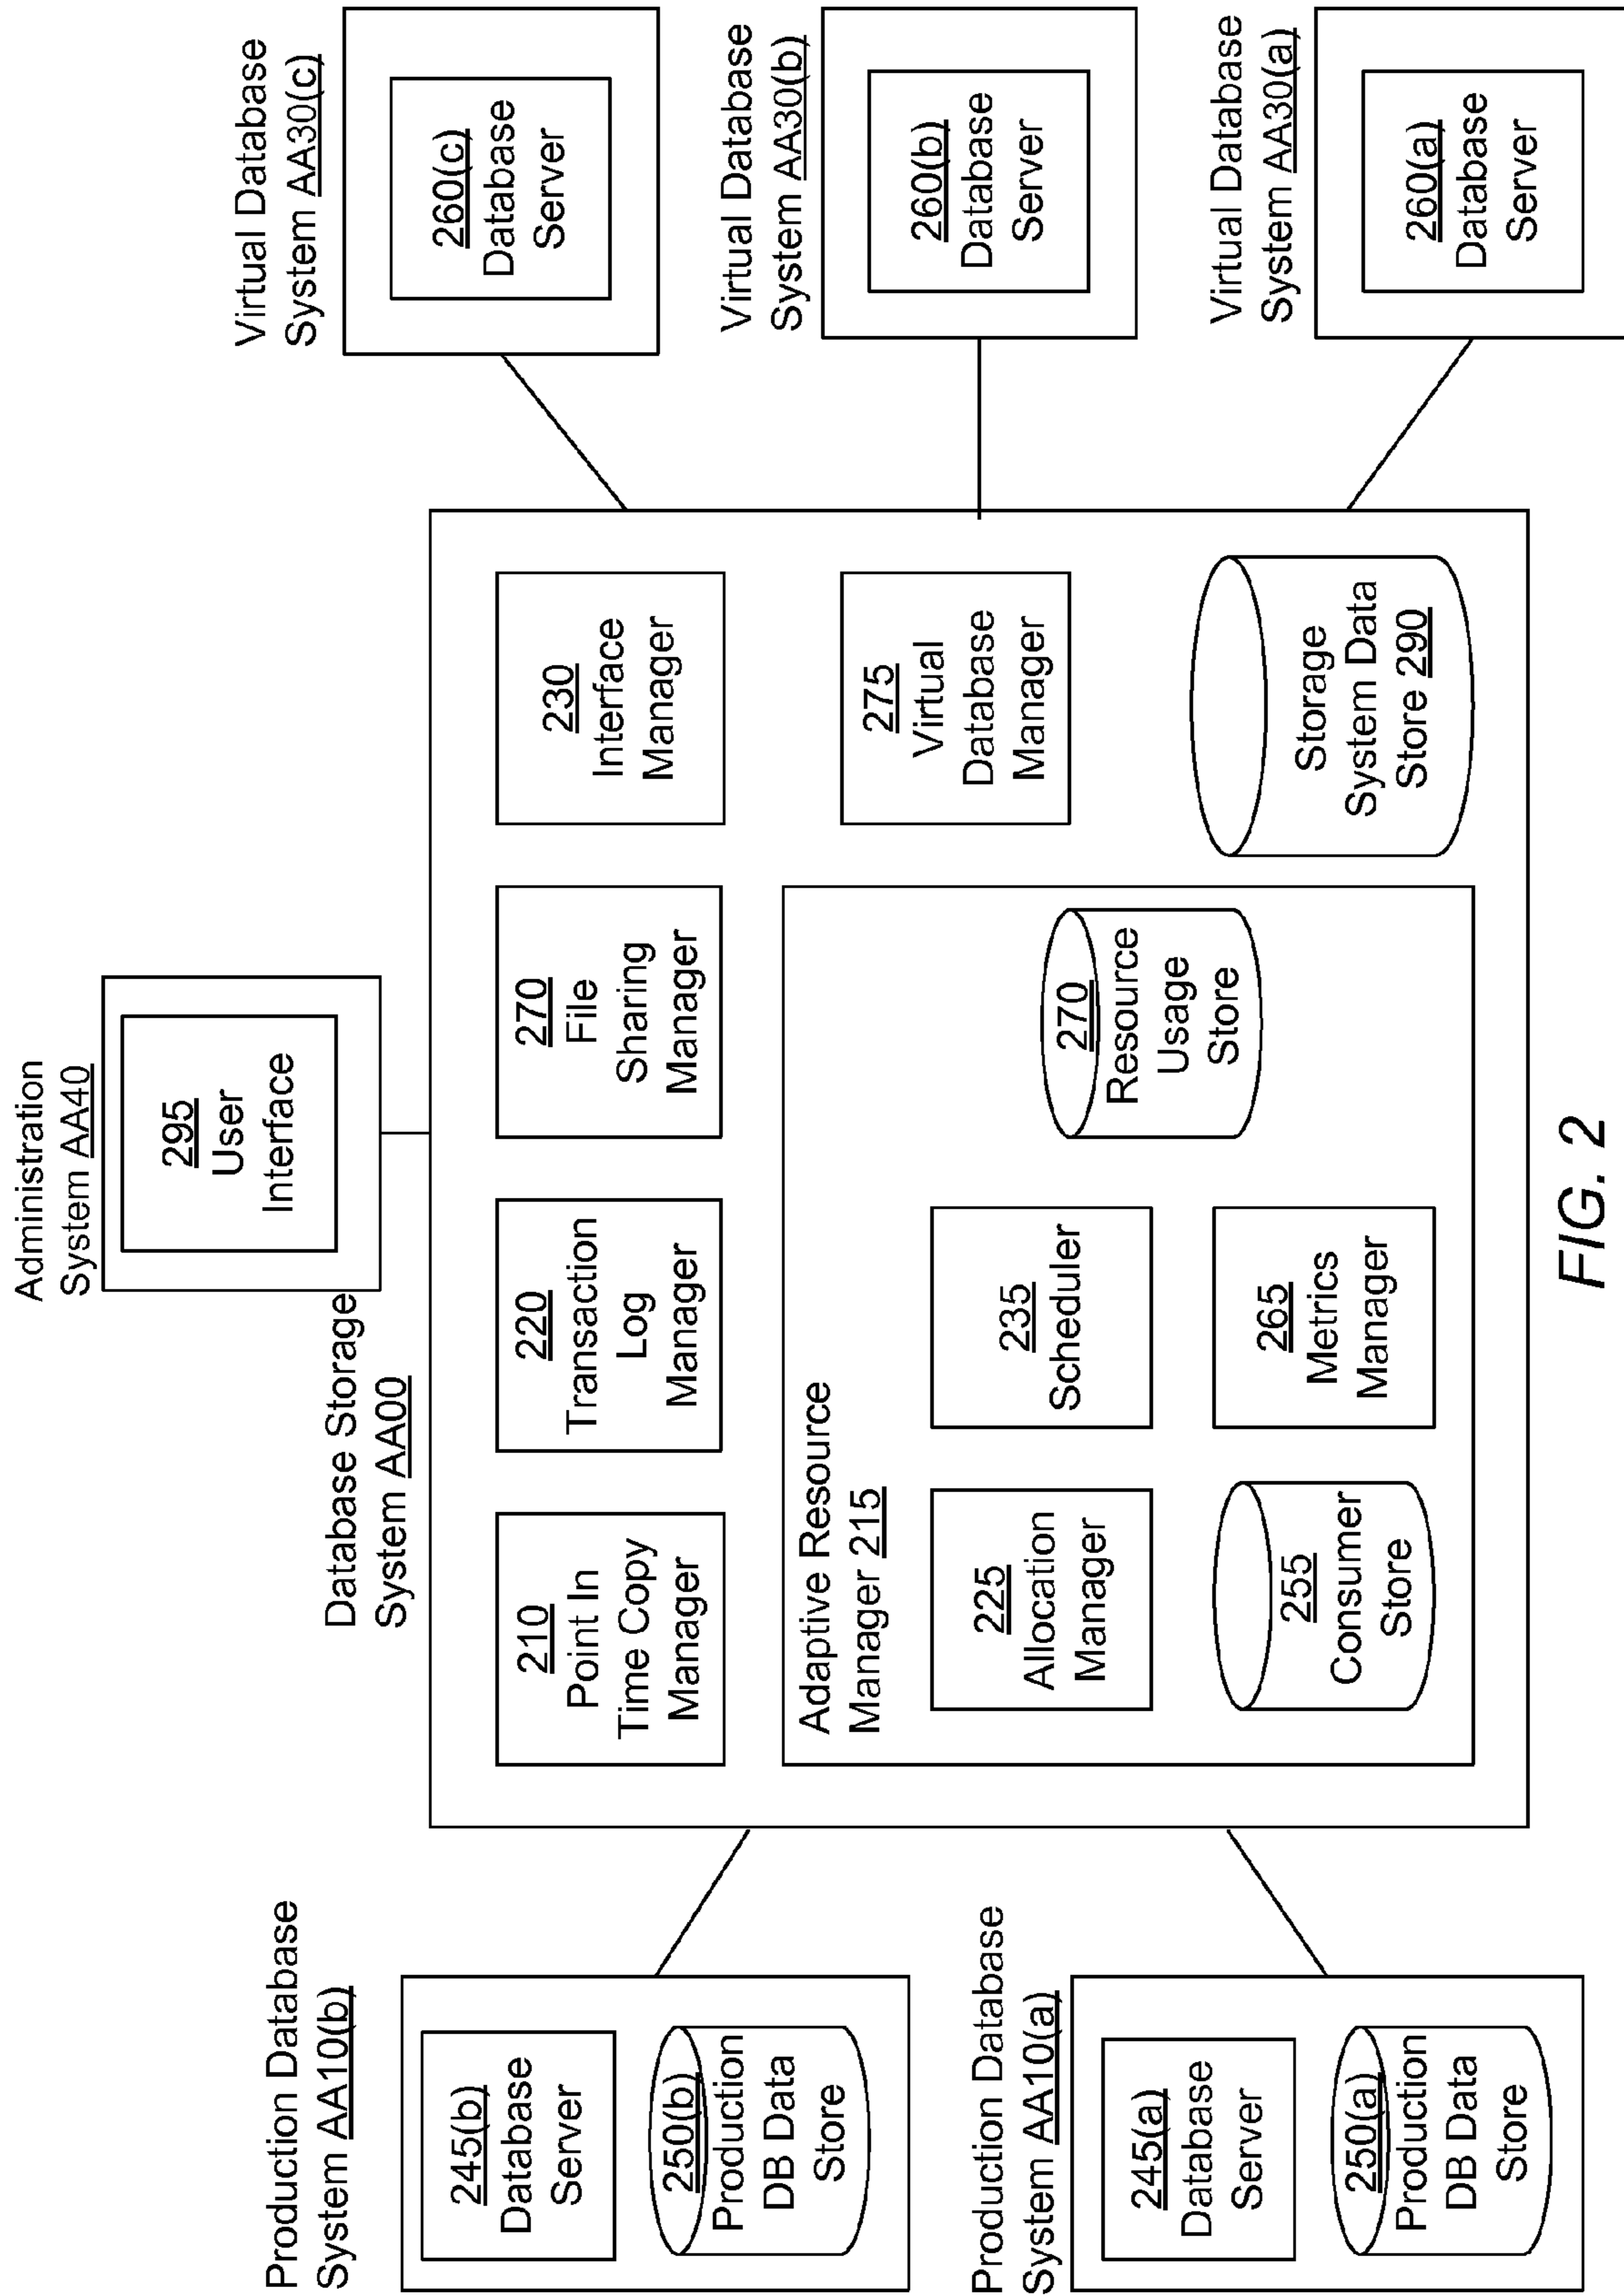 Administration
System AA40
295
User
Interface
Database Storage
System AA00
Production Database
System AA10(b)
245(b)
Database
Server
250(b)
Production
DB Data
Store
Production Database
System AA10(a)
245(a)
Database
Server
250(a)
Production
DB Data
Store
210
Point In
Time Copy
Manager
220
Transaction
Log
Manager
270
File
Sharing
Manager
230
Interface
Manager
Adaptive Resource
Manager 215
225
Allocation
Manager
235
Scheduler
270
Resource
Usage
Store
255
Consumer
Store
265
Metrics
Manager
275
Virtual
Database
Manager
Storage
System Data
Store 290
Virtual Database
System AA30(c)
260(c)
Database
Server
Virtual Database
System AA30(b)
260(b)
Database
Server
Virtual Database
System AA30(a)
260(a)
Database
Server
FIG. 2